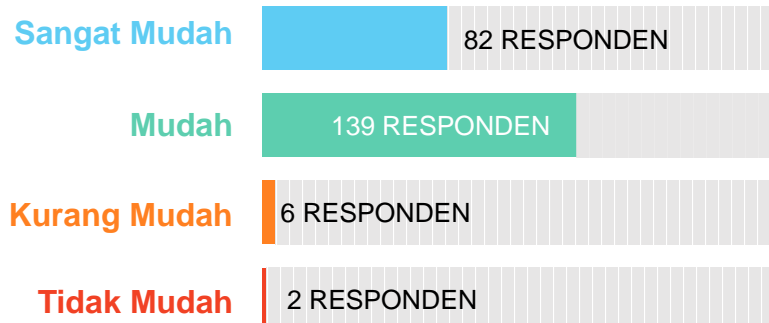 Sangat Mudah
82 RESPONDEN
Mudah
139 RESPONDEN
Kurang Mudah
6 RESPONDEN
Tidak Mudah
2 RESPONDEN